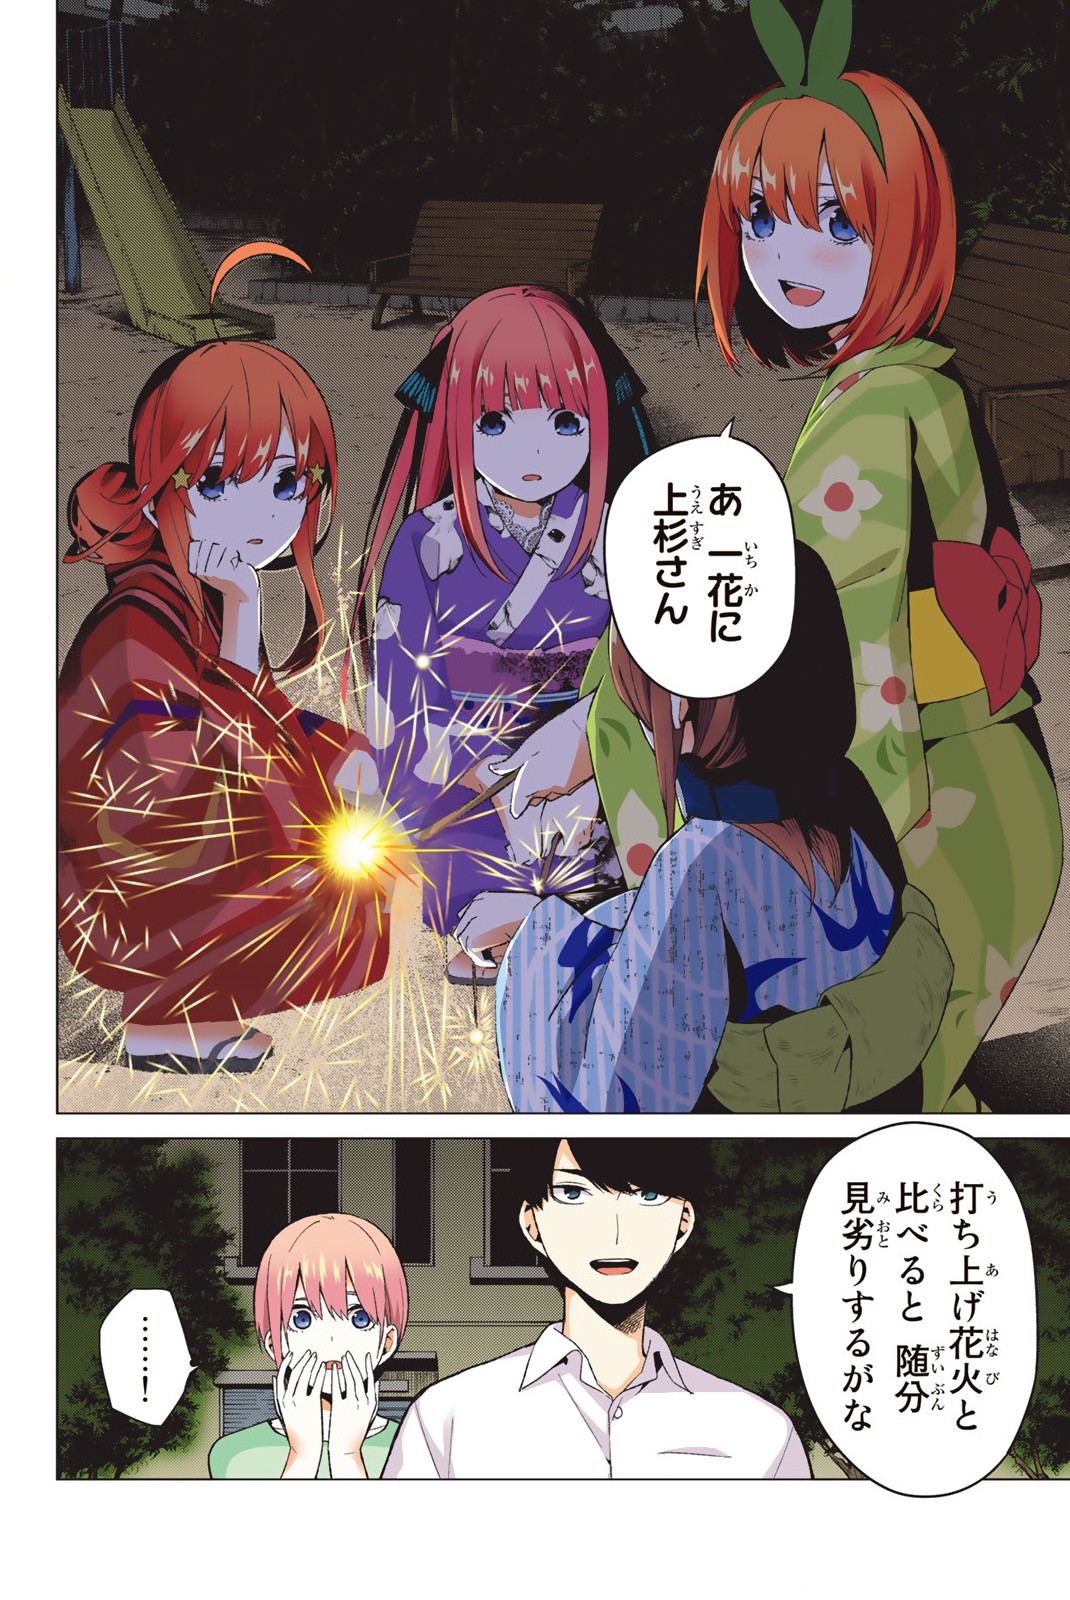 あ 一花に
上杉さん
打ち上げ花火と
比べると 随分
見劣りするがな
……!